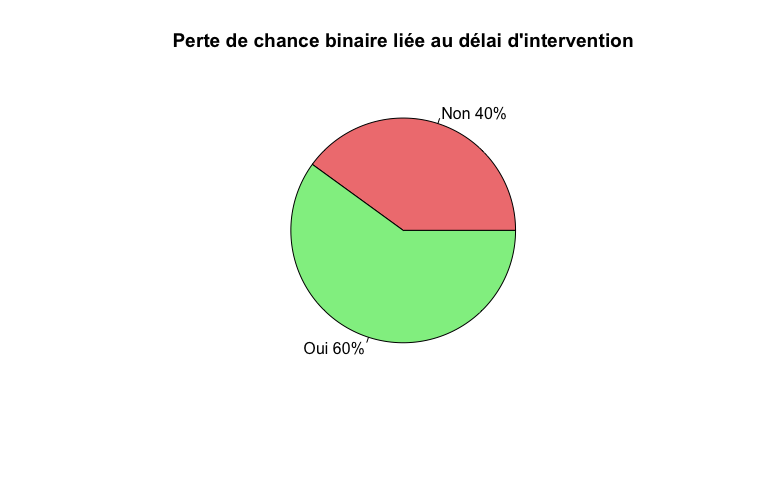 Perte de chance binaire liée au délai d'intervention
Non 40%
Oui 60%